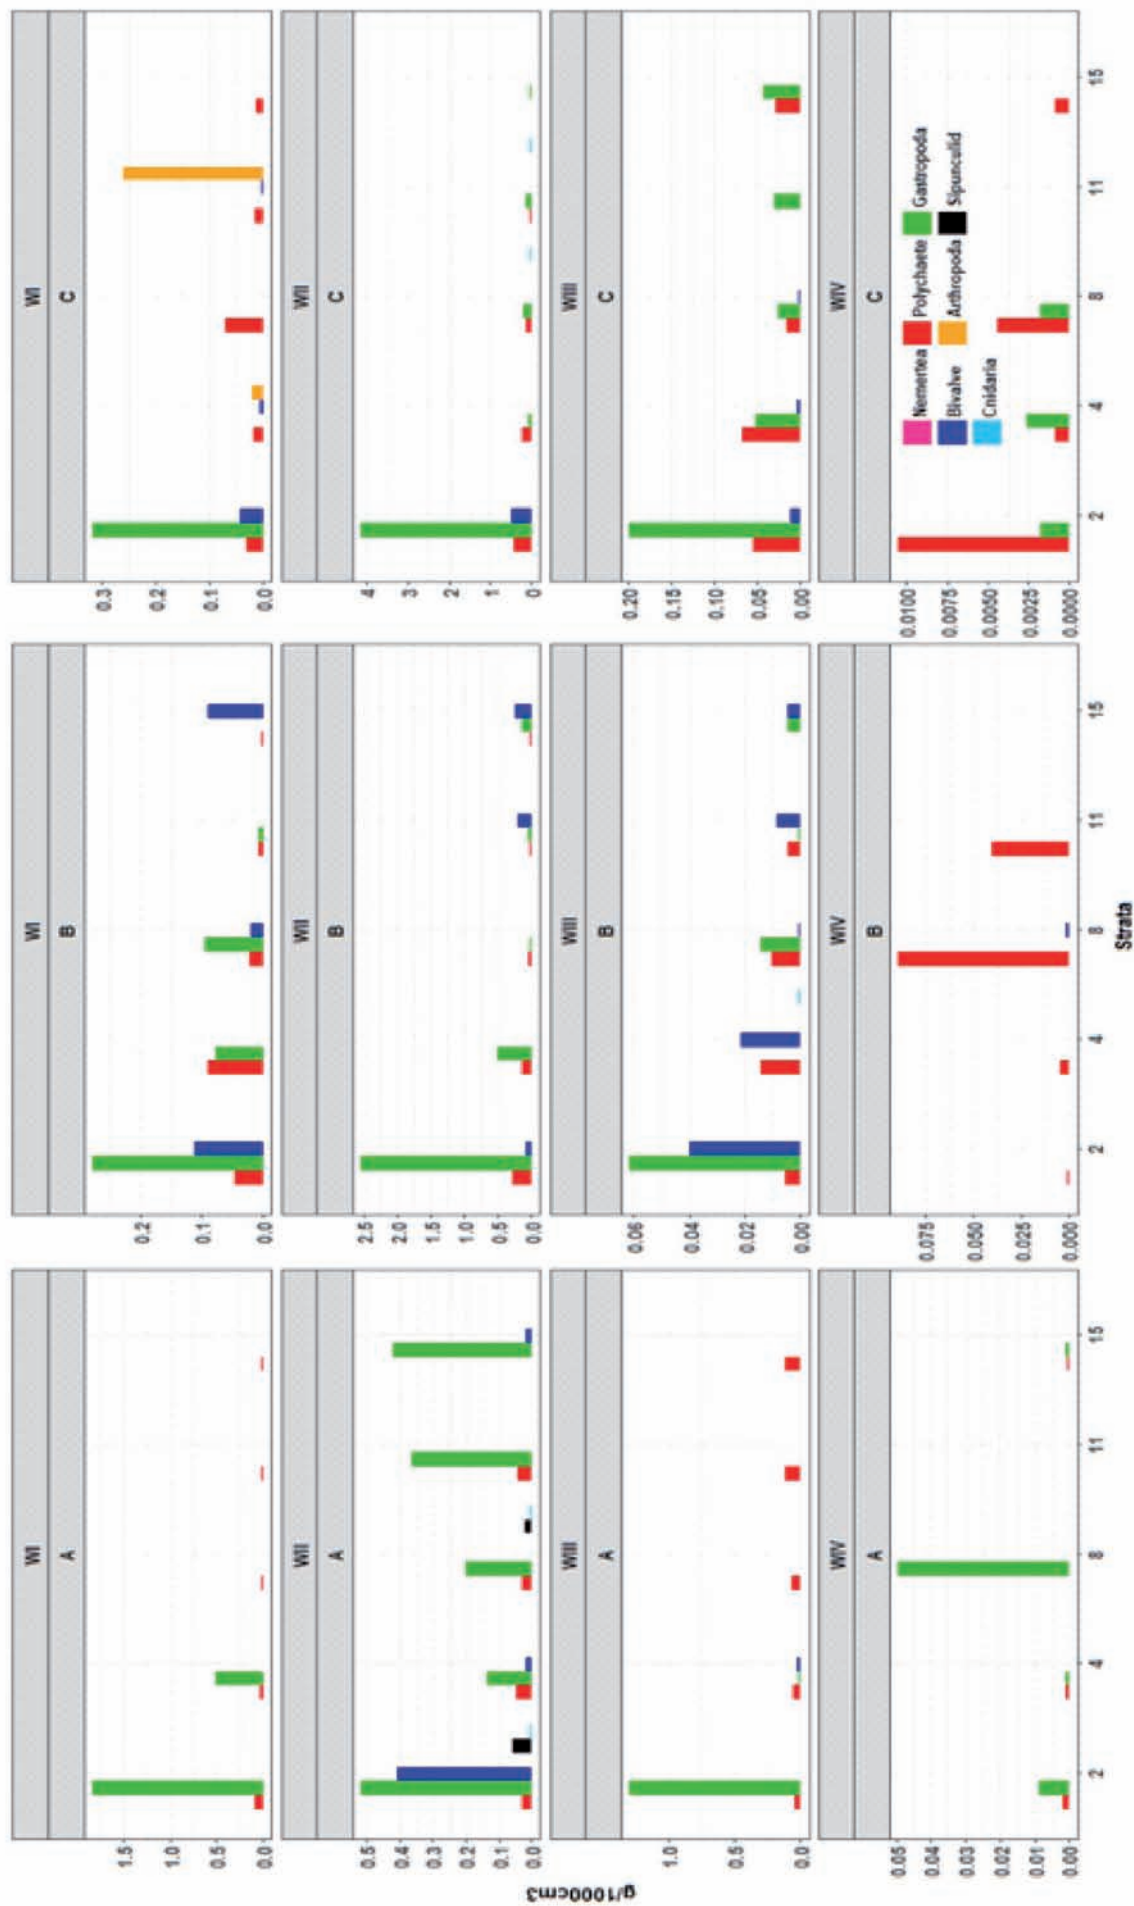 WI
A
1.5
1.0
0.5
0.0
WI
B
0.2
0.1
0.0
WI
C
0.3
0.2
0.1
0.0
WII
A
0.5
0.4
0.3
0.2
0.1
0.0
WII
B
2.5
2.0
1.5
1.0
0.5
0.0
WII
C
4
3
2
1
0
g/1000cm3
WIII
A
1.0
0.5
0.0
WIII
B
0.06
0.04
0.02
0.00
WIII
C
0.20
0.15
0.10
0.05
0.00
WIV
A
0.05
0.04
0.03
0.02
0.01
0.00
WIV
B
0.075
0.050
0.025
0.000
WIV
C
0.0100
0.0075
0.0050
0.0025
0.0000
Nemertea Polychaete Gastropoda
Bivalve Arthropoda Sipunculid
Cnidaria
2 4 8 11 15
2 4 8 11 15
2 4 8 11 15
Strata